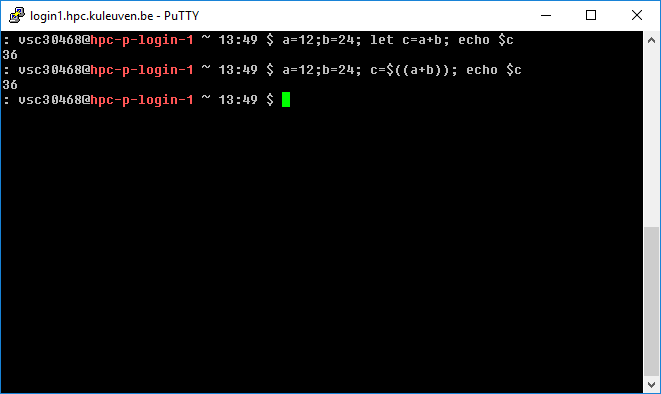 login1.hpc.kuleuven.be - PuTTY
: vsc30468@hpc-p-login-1 ~ 13:49 $ a=12;b=24; let c=a+b; echo $c
36
: vsc30468@hpc-p-login-1 ~ 13:49 $ a=12;b=24; c=$((a+b)); echo $c
36
: vsc30468@hpc-p-login-1 ~ 13:49 $